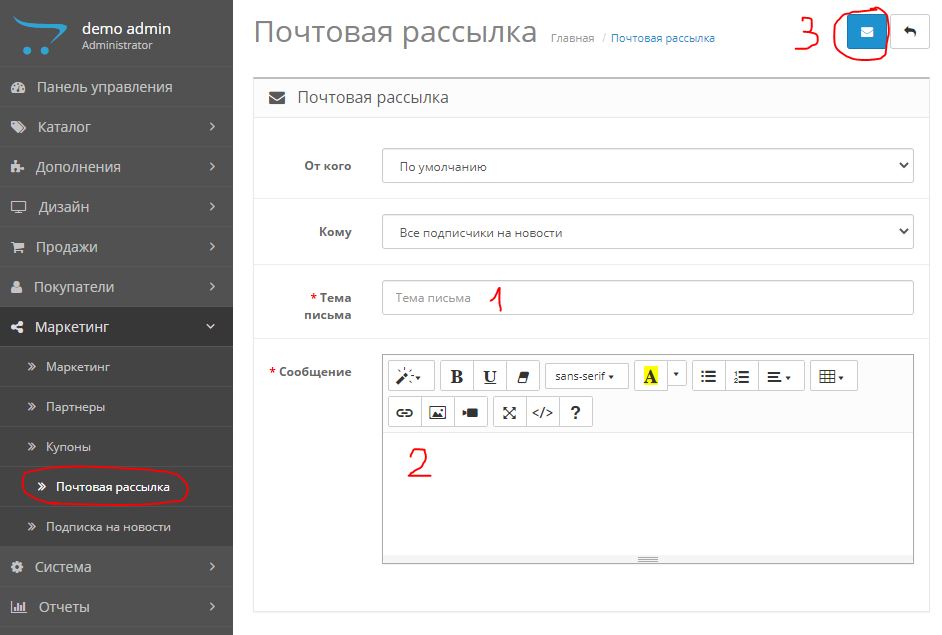 demo admin
Administrator
Панель управления
Каталог
Дополнения
Дизайн
Продажи
Покупатели
Маркетинг
Маркетинг
Партнеры
Купоны
Почтовая рассылка
Подписка на новости
Система
Отчеты
Почтовая рассылка
Главная / Почтовая рассылка
3
Почтовая рассылка
От кого
По умолчанию
Кому
Все подписчики на новости
* Тема
письма
Тема письма
1
* Сообщение
B U sans-serif A
</> ?
2